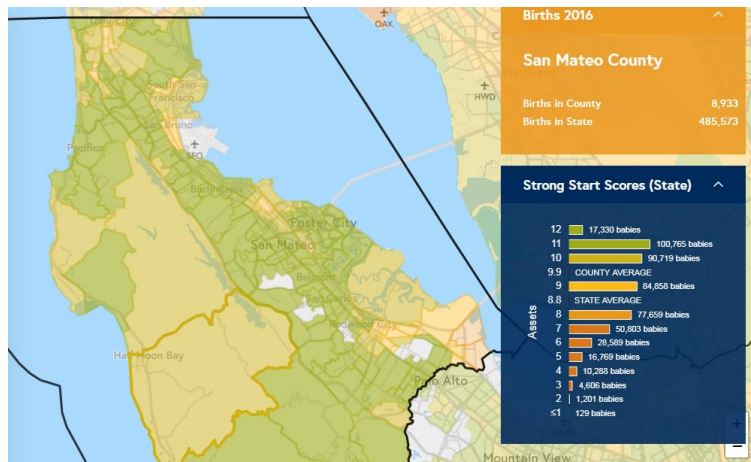 Daly City
OAK
South San
Francisco
Hayward
HWD
San Bruno
SFO
Pacifica
Burlingame
Foster City
San Mateo
Belmont
San Carlos
Redwood City
Half Moon Bay
Palo Alto
Mountain View
Births 2016
San Mateo County
Births in County 8,933
Births in State 485,573
Strong Start Scores (State)
Assets
12 17,330 babies
11 100,765 babies
10 90,719 babies
9.9 COUNTY AVERAGE
9 84,858 babies
8.8 STATE AVERAGE
8 77,659 babies
7 50,803 babies
6 28,589 babies
5 16,769 babies
4 10,288 babies
3 4,606 babies
2 1,201 babies
≤1 129 babies
+
−